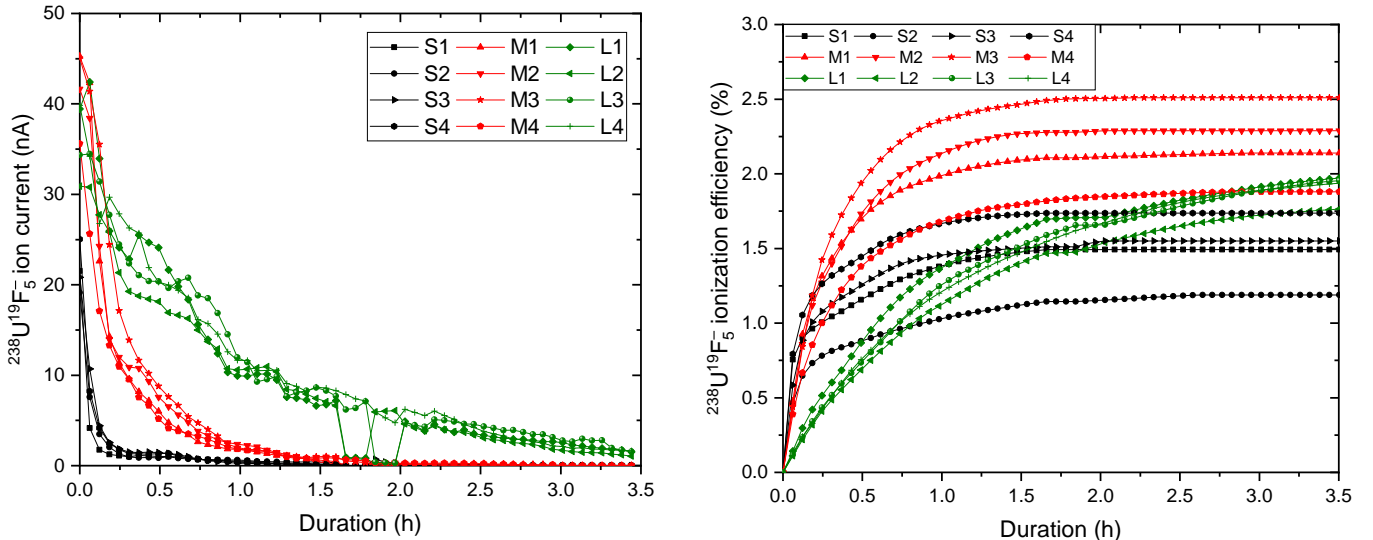 50
40
30
20
10
0
²³⁸U¹⁹F₅⁻ ion current (nA)
S1 M1 L1
S2 M2 L2
S3 M3 L3
S4 M4 L4
0.0 0.5 1.0 1.5 2.0 2.5 3.0 3.5
Duration (h)
3.0
2.5
2.0
1.5
1.0
0.5
0.0
²³⁸U¹⁹F₅⁻ ionization efficiency (%)
S1 S2 S3 S4
M1 M2 M3 M4
L1 L2 L3 L4
0.0 0.5 1.0 1.5 2.0 2.5 3.0 3.5
Duration (h)